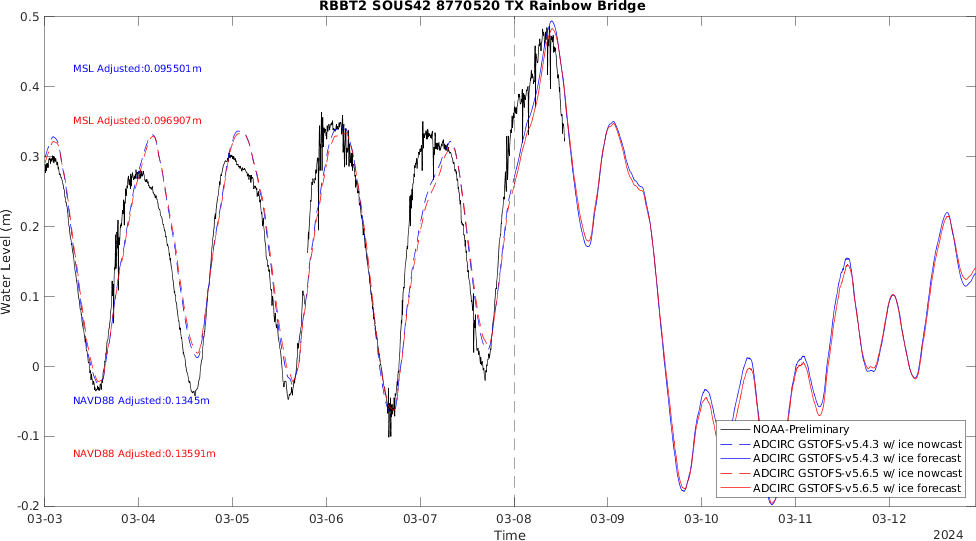 RBBT2 SOUS42 8770520 TX Rainbow Bridge
0.5
0.4
0.3
0.2
0.1
0
-0.1
-0.2
Water Level (m)
MSL Adjusted:0.095501m
MSL Adjusted:0.096907m
NAVD88 Adjusted:0.1345m
NAVD88 Adjusted:0.13591m
NOAA-Preliminary
ADCIRC GSTOFS-v5.4.3 w/ ice nowcast
ADCIRC GSTOFS-v5.4.3 w/ ice forecast
ADCIRC GSTOFS-v5.6.5 w/ ice nowcast
ADCIRC GSTOFS-v5.6.5 w/ ice forecast
03-03 03-04 03-05 03-06 03-07 03-08 03-09 03-10 03-11 03-12
Time
2024